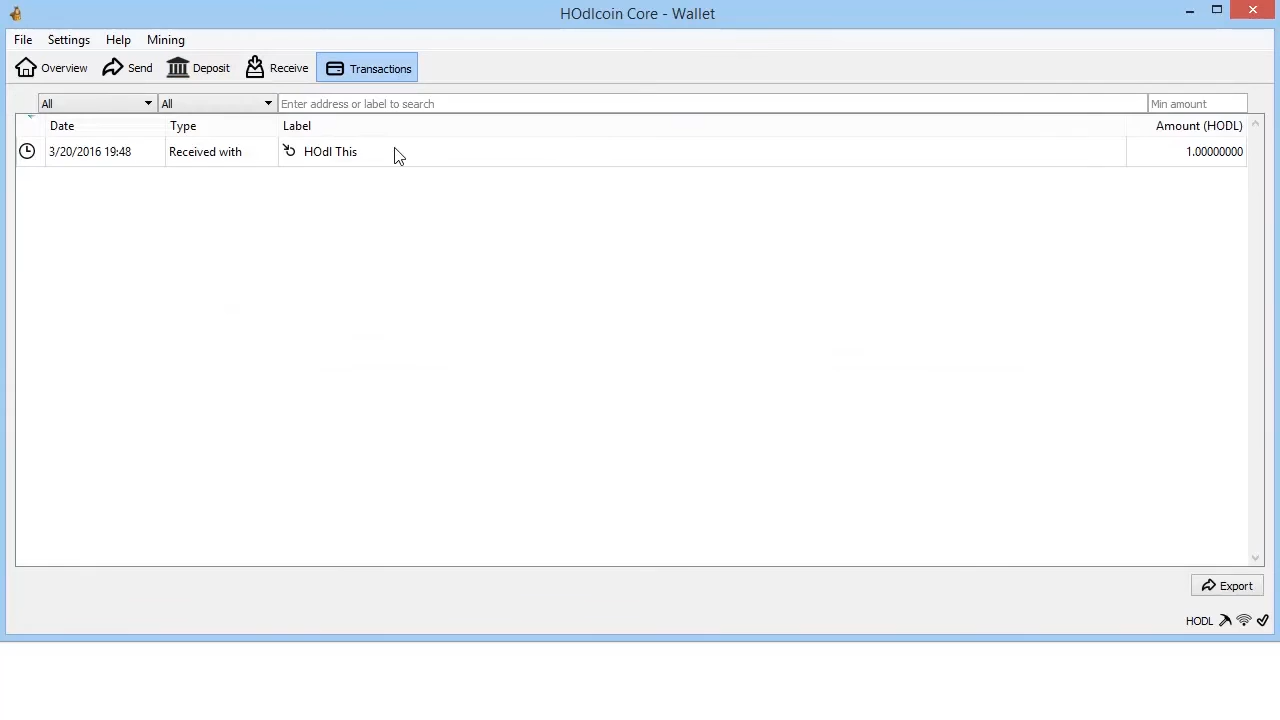 HOdlcoin Core - Wallet
File Settings Help Mining
Overview Send Deposit Receive Transactions
All All Enter address or label to search Min amount
Date Type Label Amount (HODL)
3/20/2016 19:48 Received with HOdl This 1.00000000
Export
HODL